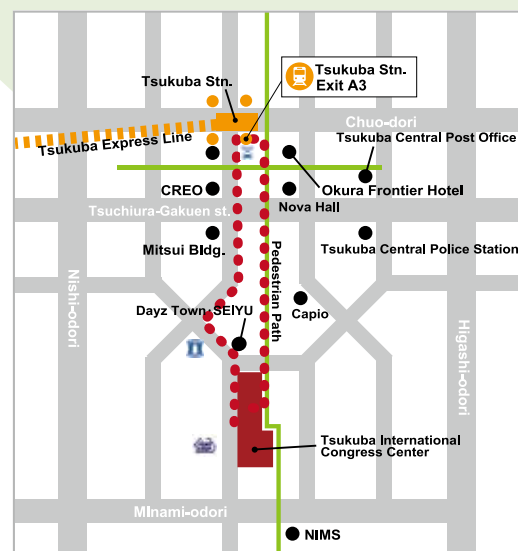 Tsukuba Stn.
Tsukuba Stn.
Exit A3
Chuo-dori
Tsukuba Express Line
Tsukuba Central Post Office
CREO
Okura Frontier Hotel
Nova Hall
Tsuchiura-Gakuen st.
Mitsui Bldg.
Pedestrian Path
Tsukuba Central Police Station
Nishi-odori
Dayz Town·SEIYU
Capio
Higashi-odori
Tsukuba International
Congress Center
MInami-odori
NIMS